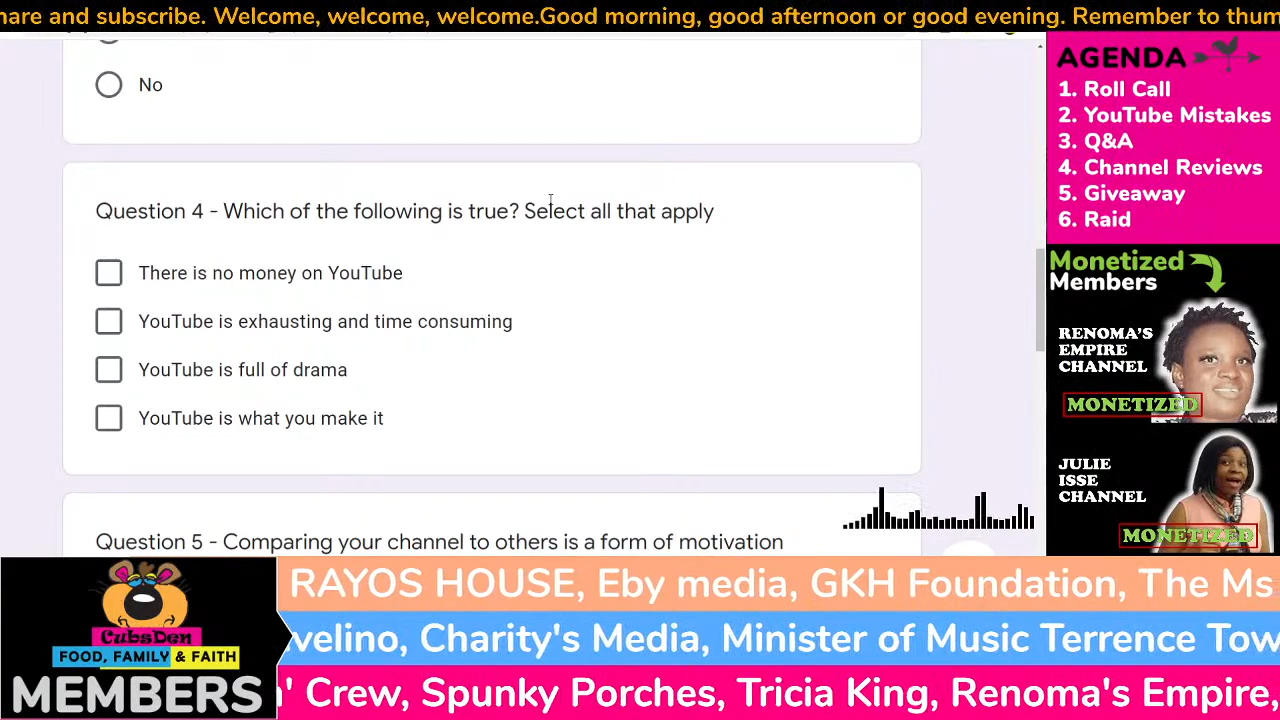 hare and subscribe. Welcome, welcome, welcome.Good morning, good afternoon or good evening. Remember to thum
No
Question 4 - Which of the following is true? Select all that apply
There is no money on YouTube
YouTube is exhausting and time consuming
YouTube is full of drama
YouTube is what you make it
Question 5 - Comparing your channel to others is a form of motivation
AGENDA
1. Roll Call
2. YouTube Mistakes
3. Q&A
4. Channel Reviews
5. Giveaway
6. Raid
Monetized
Members
RENOMA'S
EMPIRE
CHANNEL
MONETIZED
JULIE
ISSE
CHANNEL
MONETIZED
CubsDen
FOOD, FAMILY & FAITH
MEMBERS
RAYOS HOUSE, Eby media, GKH Foundation, The Ms
velino, Charity's Media, Minister of Music Terrence Tow
' Crew, Spunky Porches, Tricia King, Renoma's Empire,